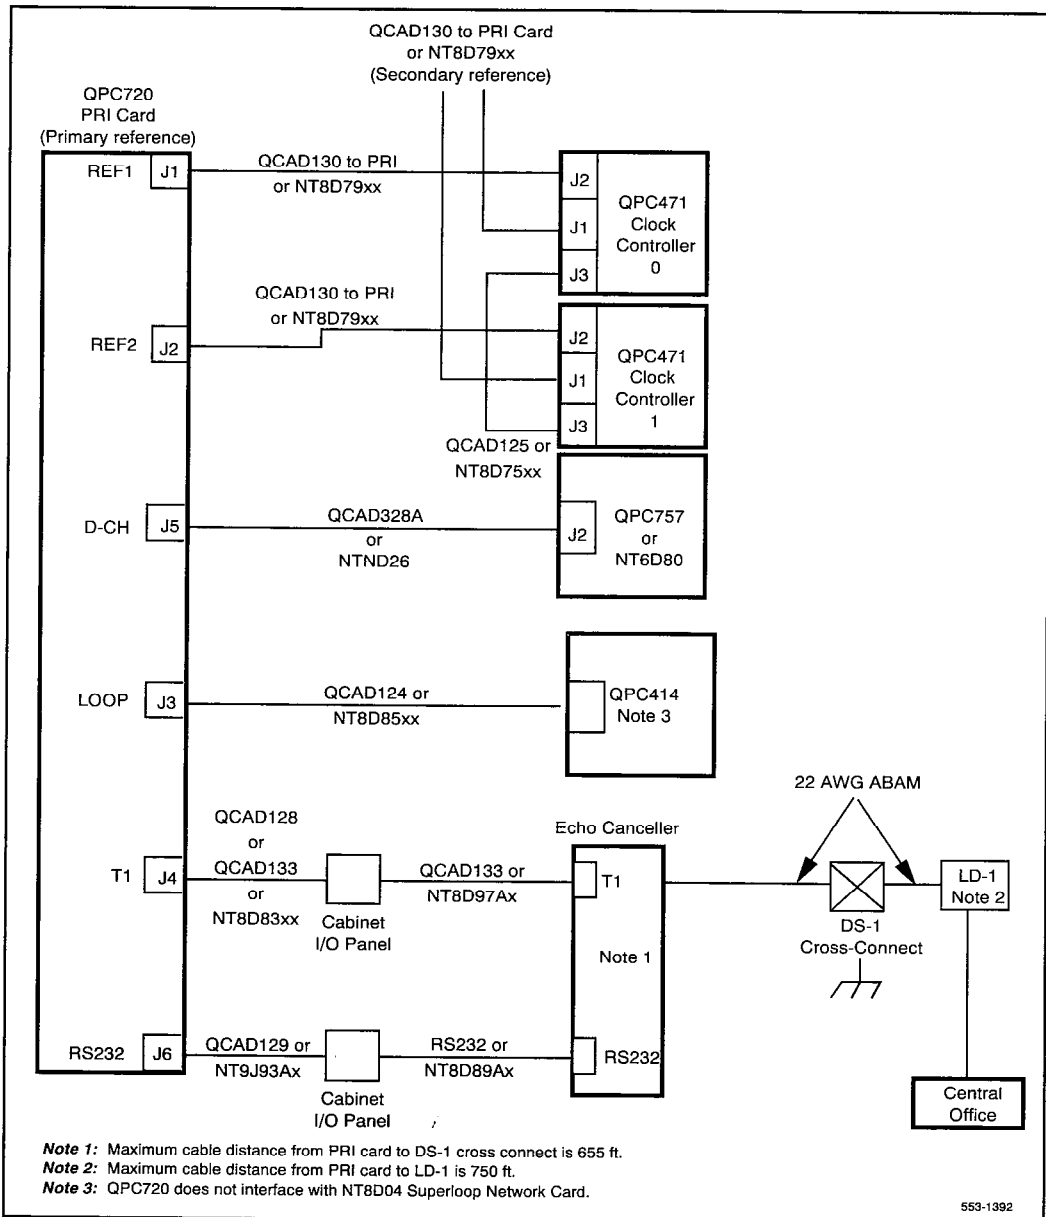 QCAD130 to PRI Card
or NT8D79xx
(Secondary reference)
QPC720
PRI Card
(Primary reference)
REF1
J1
QCAD130 to PRI
or NT8D79xx
J2
J1
J3
QPC471
Clock
Controller
0
QCAD130 to PRI
or NT8D79xx
REF2
J2
J2
J1
J3
QPC471
Clock
Controller
1
QCAD125 or
NT8D75xx
D-CH
J5
QCAD328A
or
NTND26
J2
QPC757
or
NT6D80
LOOP
J3
QCAD124 or
NT8D85xx
QPC414
Note 3
22 AWG ABAM
T1
J4
QCAD128
or
QCAD133
or
NT8D83xx
Cabinet
I/O Panel
QCAD133 or
NT8D97Ax
Echo Canceller
T1
Note 1
RS232
DS-1
Cross-Connect
LD-1
Note 2
RS232
J6
QCAD129 or
NT9J93Ax
Cabinet
I/O Panel
RS232 or
NT8D89Ax
Central
Office
Note 1: Maximum cable distance from PRI card to DS-1 cross connect is 655 ft.
Note 2: Maximum cable distance from PRI card to LD-1 is 750 ft.
Note 3: QPC720 does not interface with NT8D04 Superloop Network Card.
553-1392